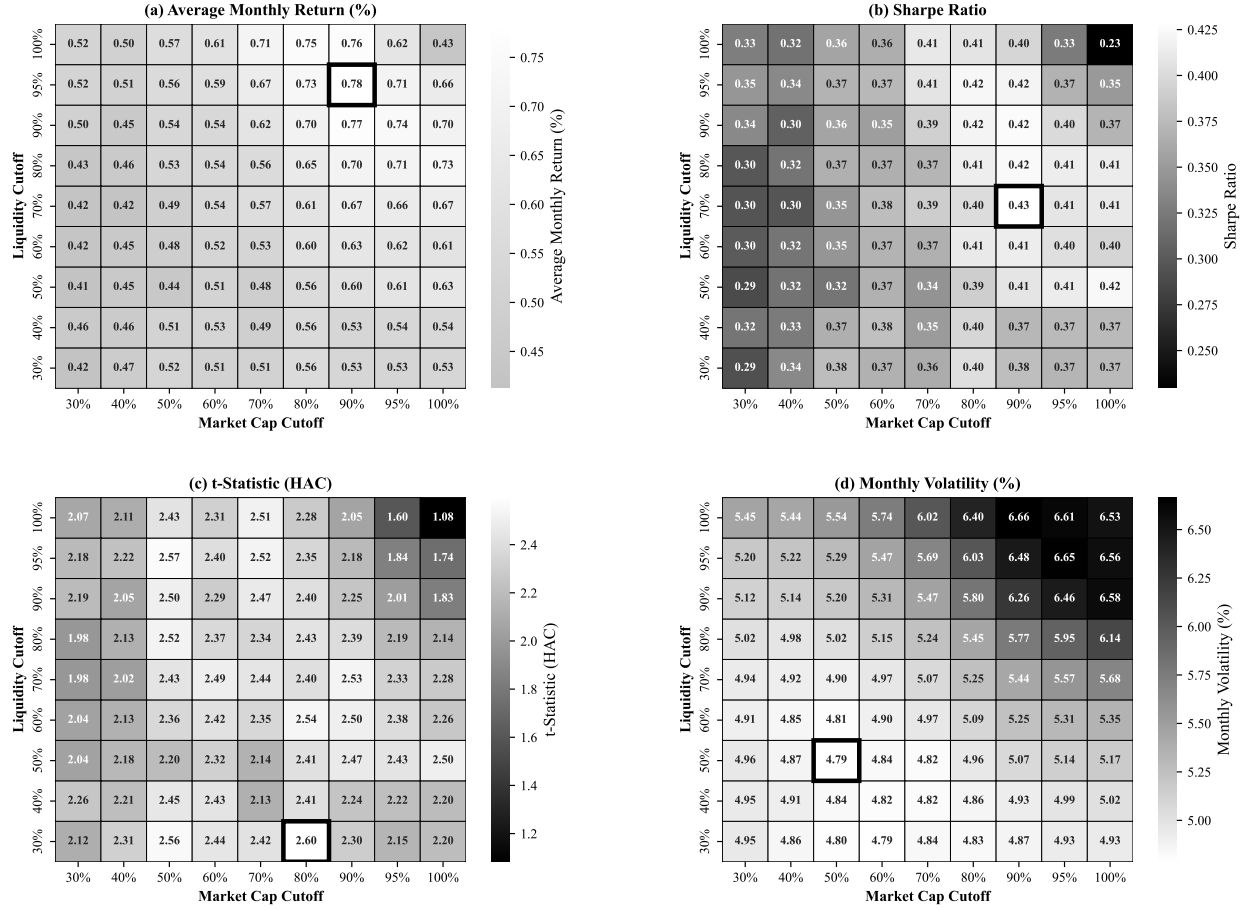 (a) Average Monthly Return (%)
100% 0.52 0.50 0.57 0.61 0.71 0.75 0.76 0.62 0.43
95% 0.52 0.51 0.56 0.59 0.67 0.73 0.78 0.71 0.66
90% 0.50 0.45 0.54 0.54 0.62 0.70 0.77 0.74 0.70
80% 0.43 0.46 0.53 0.54 0.56 0.65 0.70 0.71 0.73
70% 0.42 0.42 0.49 0.54 0.57 0.61 0.67 0.66 0.67
60% 0.42 0.45 0.48 0.52 0.53 0.60 0.63 0.62 0.61
50% 0.41 0.45 0.44 0.51 0.48 0.56 0.60 0.61 0.63
40% 0.46 0.46 0.51 0.53 0.49 0.56 0.53 0.54 0.54
30% 0.42 0.47 0.52 0.51 0.51 0.56 0.53 0.53 0.53
30% 40% 50% 60% 70% 80% 90% 95% 100%
Market Cap Cutoff
Liquidity Cutoff
0.75
0.70
0.65
0.60
0.55
0.50
0.45
Average Monthly Return (%)
(b) Sharpe Ratio
100% 0.33 0.32 0.36 0.36 0.41 0.41 0.40 0.33 0.23
95% 0.35 0.34 0.37 0.37 0.41 0.42 0.42 0.37 0.35
90% 0.34 0.30 0.36 0.35 0.39 0.42 0.42 0.40 0.37
80% 0.30 0.32 0.37 0.37 0.37 0.41 0.42 0.41 0.41
70% 0.30 0.30 0.35 0.38 0.39 0.40 0.43 0.41 0.41
60% 0.30 0.32 0.35 0.37 0.37 0.41 0.41 0.40 0.40
50% 0.29 0.32 0.32 0.37 0.34 0.39 0.41 0.41 0.42
40% 0.32 0.33 0.37 0.38 0.35 0.40 0.37 0.37 0.37
30% 0.29 0.34 0.38 0.37 0.36 0.40 0.38 0.37 0.37
30% 40% 50% 60% 70% 80% 90% 95% 100%
Market Cap Cutoff
Liquidity Cutoff
0.425
0.400
0.375
0.350
0.325
0.300
0.275
0.250
Sharpe Ratio
(c) t-Statistic (HAC)
100% 2.07 2.11 2.43 2.31 2.51 2.28 2.05 1.60 1.08
95% 2.18 2.22 2.57 2.40 2.52 2.35 2.18 1.84 1.74
90% 2.19 2.05 2.50 2.29 2.47 2.40 2.25 2.01 1.83
80% 1.98 2.13 2.52 2.37 2.34 2.43 2.39 2.19 2.14
70% 1.98 2.02 2.43 2.49 2.44 2.40 2.53 2.33 2.28
60% 2.04 2.13 2.36 2.42 2.35 2.54 2.50 2.38 2.26
50% 2.04 2.18 2.20 2.32 2.14 2.41 2.47 2.43 2.50
40% 2.26 2.21 2.45 2.43 2.13 2.41 2.24 2.22 2.20
30% 2.12 2.31 2.56 2.44 2.42 2.60 2.30 2.15 2.20
30% 40% 50% 60% 70% 80% 90% 95% 100%
Market Cap Cutoff
Liquidity Cutoff
2.4
2.2
2.0
1.8
1.6
1.4
1.2
t-Statistic (HAC)
(d) Monthly Volatility (%)
100% 5.45 5.44 5.54 5.74 6.02 6.40 6.66 6.61 6.53
95% 5.20 5.22 5.29 5.47 5.69 6.03 6.48 6.65 6.56
90% 5.12 5.14 5.20 5.31 5.47 5.80 6.26 6.46 6.58
80% 5.02 4.98 5.02 5.15 5.24 5.45 5.77 5.95 6.14
70% 4.94 4.92 4.90 4.97 5.07 5.25 5.44 5.57 5.68
60% 4.91 4.85 4.81 4.90 4.97 5.09 5.25 5.31 5.35
50% 4.96 4.87 4.79 4.84 4.82 4.96 5.07 5.14 5.17
40% 4.95 4.91 4.84 4.82 4.82 4.86 4.93 4.99 5.02
30% 4.95 4.86 4.80 4.79 4.84 4.83 4.87 4.93 4.93
30% 40% 50% 60% 70% 80% 90% 95% 100%
Market Cap Cutoff
Liquidity Cutoff
6.50
6.25
6.00
5.75
5.50
5.25
5.00
Monthly Volatility (%)